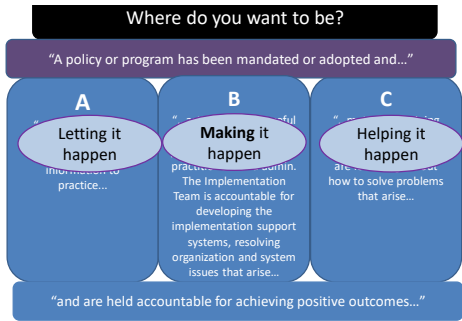 Where do you want to be?
“A policy or program has been mandated or adopted and…”
A
Letting it
happen
information to
practice…
B
Making it
happen
The Implementation
Team is accountable for
developing the
implementation support
systems, resolving
organization and system
issues that arise…
C
Helping it
happen
how to solve problems
that arise…
“and are held accountable for achieving positive outcomes…”